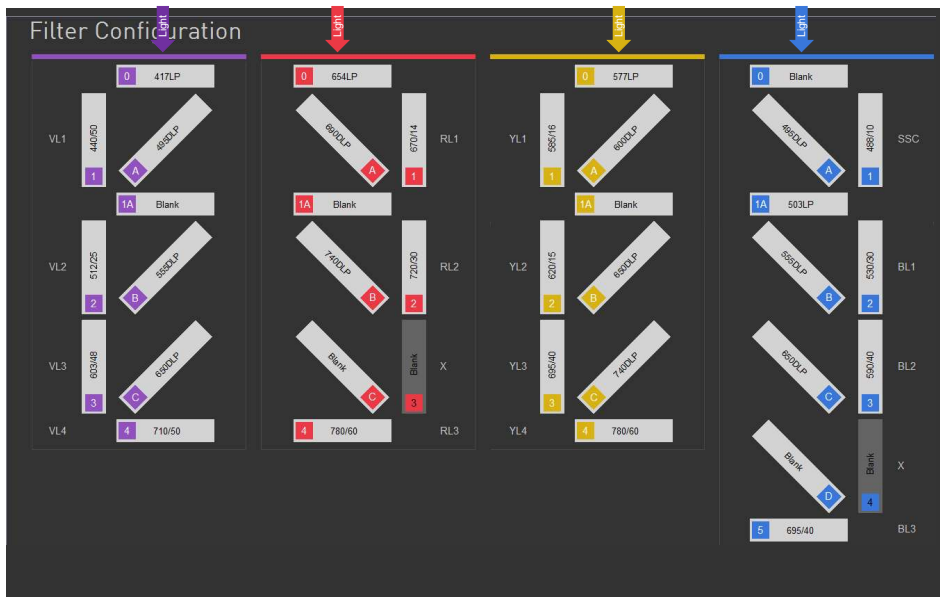 Light
Light
Light
Light
Filter Configuration
0 417LP
VL1
440/50
1
495DLP
A
1A Blank
VL2
512/25
2
555DLP
B
VL3
603/48
3
650DLP
C
VL4
4 710/50
0 654LP
690DLP
A
670/14
1
RL1
1A Blank
740DLP
B
720/30
2
RL2
Blank
C
Blank
3
X
4 780/60
RL3
0 577LP
YL1
585/16
1
600DLP
A
1A Blank
YL2
620/15
2
650DLP
B
YL3
695/40
3
740DLP
C
YL4
4 780/60
0 Blank
495DLP
A
488/10
1
SSC
1A 503LP
555DLP
B
530/30
2
BL1
650DLP
C
590/40
3
BL2
Blank
D
Blank
4
X
5 695/40
BL3